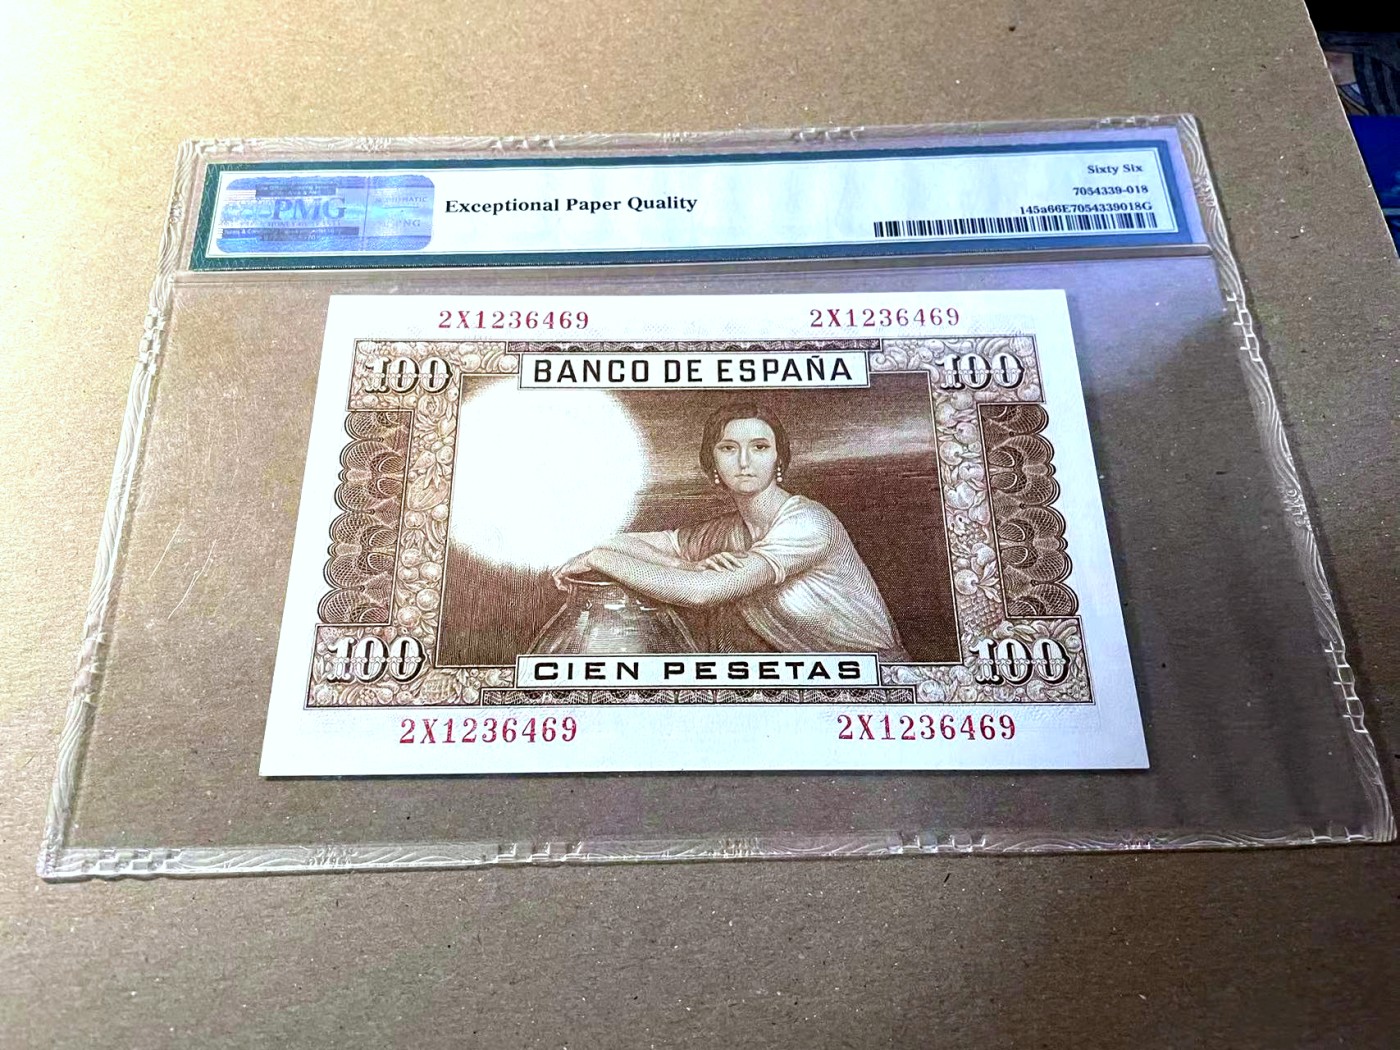 PMG
Exceptional Paper Quality
Sixty Six
7054339-018
145a66E7054339018G
2X1236469 2X1236469
100 BANCO DE ESPAÑA 100
100 CIEN PESETAS 100
2X1236469 2X1236469